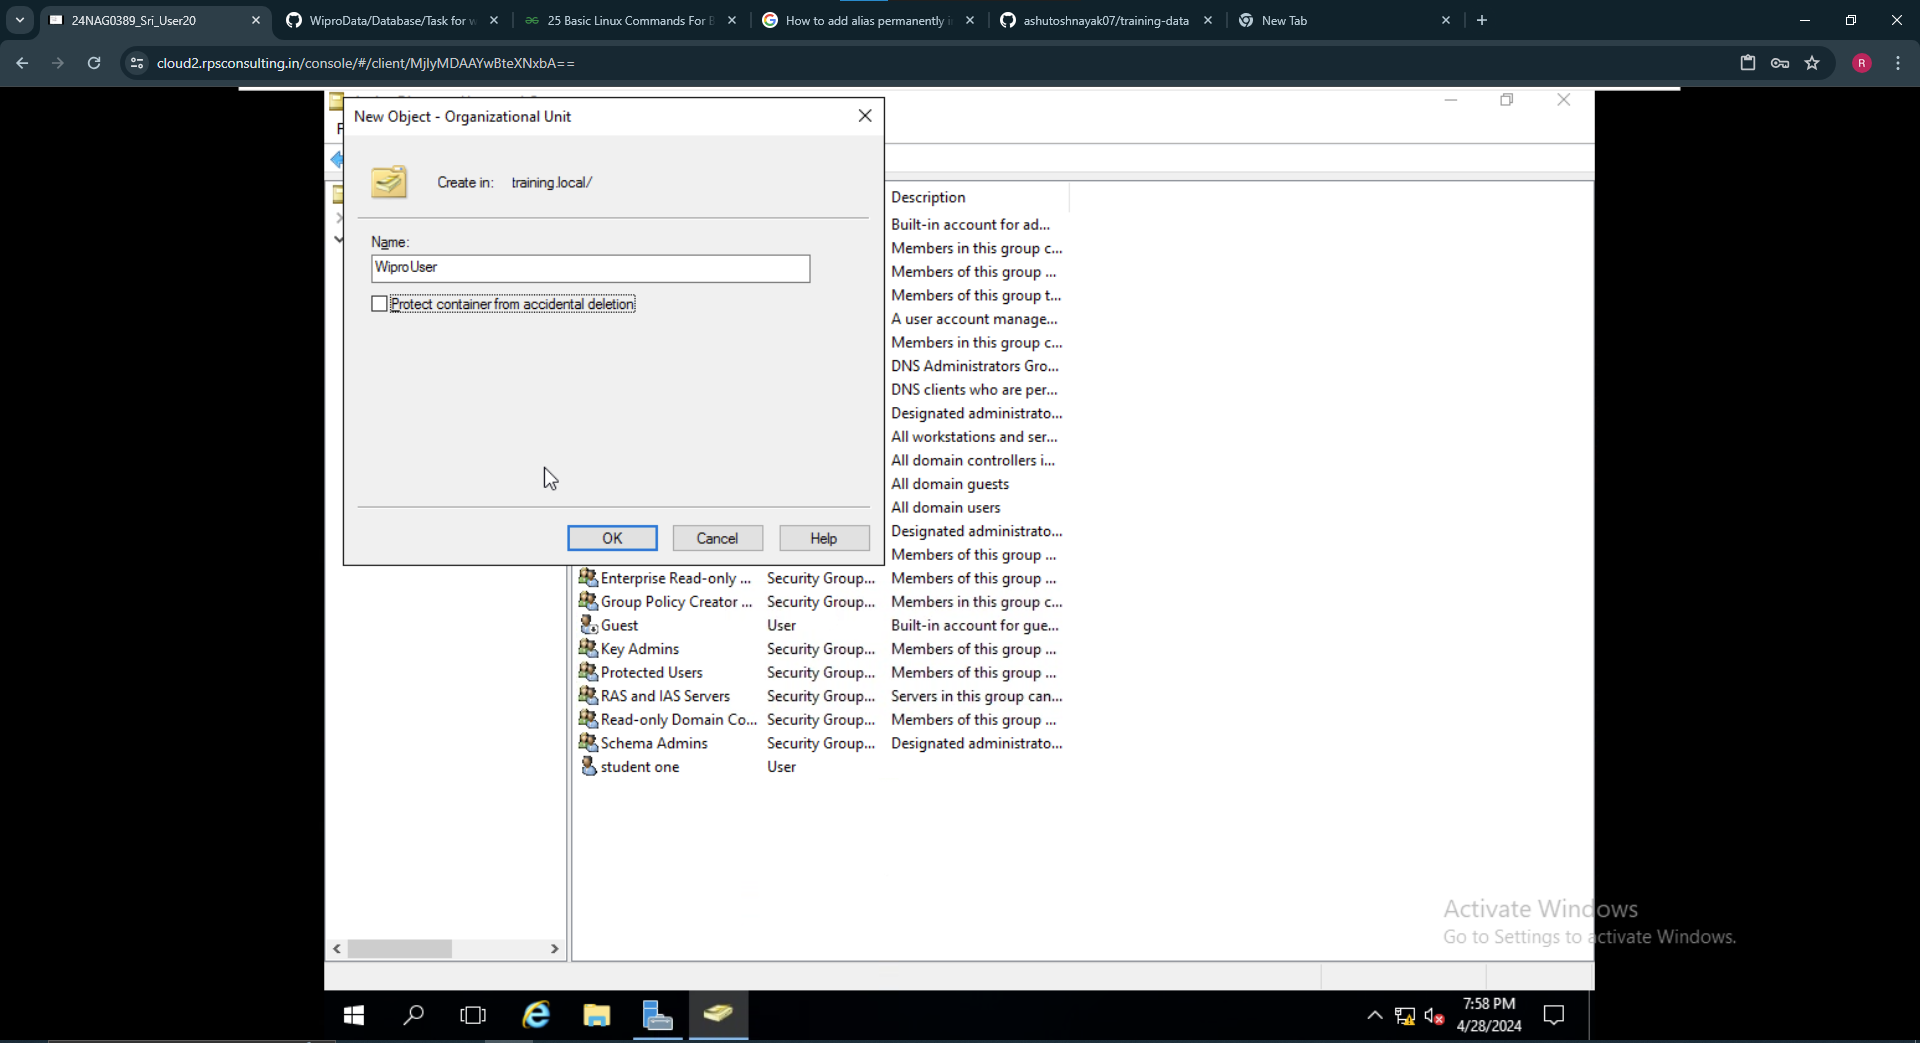 24NAG0389_Sri_User20
WiproData/Database/Task for w
25 Basic Linux Commands For B
How to add alias permanently i
ashutoshnayak07/training-data
New Tab
cloud2.rpsconsulting.in/console/#/client/MjIyMDAAYwBteXNxbA==
R
New Object - Organizational Unit
Create in: training.local/
Name:
WiproUser
Protect container from accidental deletion
OK Cancel Help
Description
Built-in account for ad...
Members in this group c...
Members of this group ...
Members of this group t...
A user account manage...
Members in this group c...
DNS Administrators Gro...
DNS clients who are per...
Designated administrato...
All workstations and ser...
All domain controllers i...
All domain guests
All domain users
Designated administrato...
Members of this group ...
Enterprise Read-only ... Security Group... Members of this group ...
Group Policy Creator ... Security Group... Members in this group c...
Guest User Built-in account for gue...
Key Admins Security Group... Members of this group ...
Protected Users Security Group... Members of this group ...
RAS and IAS Servers Security Group... Servers in this group can...
Read-only Domain Co... Security Group... Members of this group ...
Schema Admins Security Group... Designated administrato...
student one User
Activate Windows
Go to Settings to activate Windows.
7:58 PM
4/28/2024